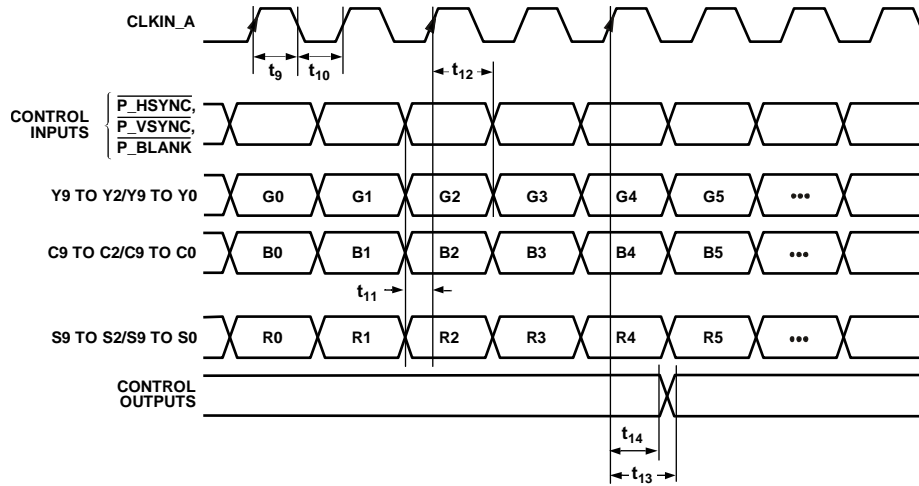 CLKIN_A
t9
t10
t12
CONTROL INPUTS
P_HSYNC,
P_VSYNC,
P_BLANK
Y9 TO Y2/Y9 TO Y0
G0 G1 G2 G3 G4 G5 •••
C9 TO C2/C9 TO C0
B0 B1 B2 B3 B4 B5 •••
t11
S9 TO S2/S9 TO S0
R0 R1 R2 R3 R4 R5 •••
CONTROL
OUTPUTS
t14
t13